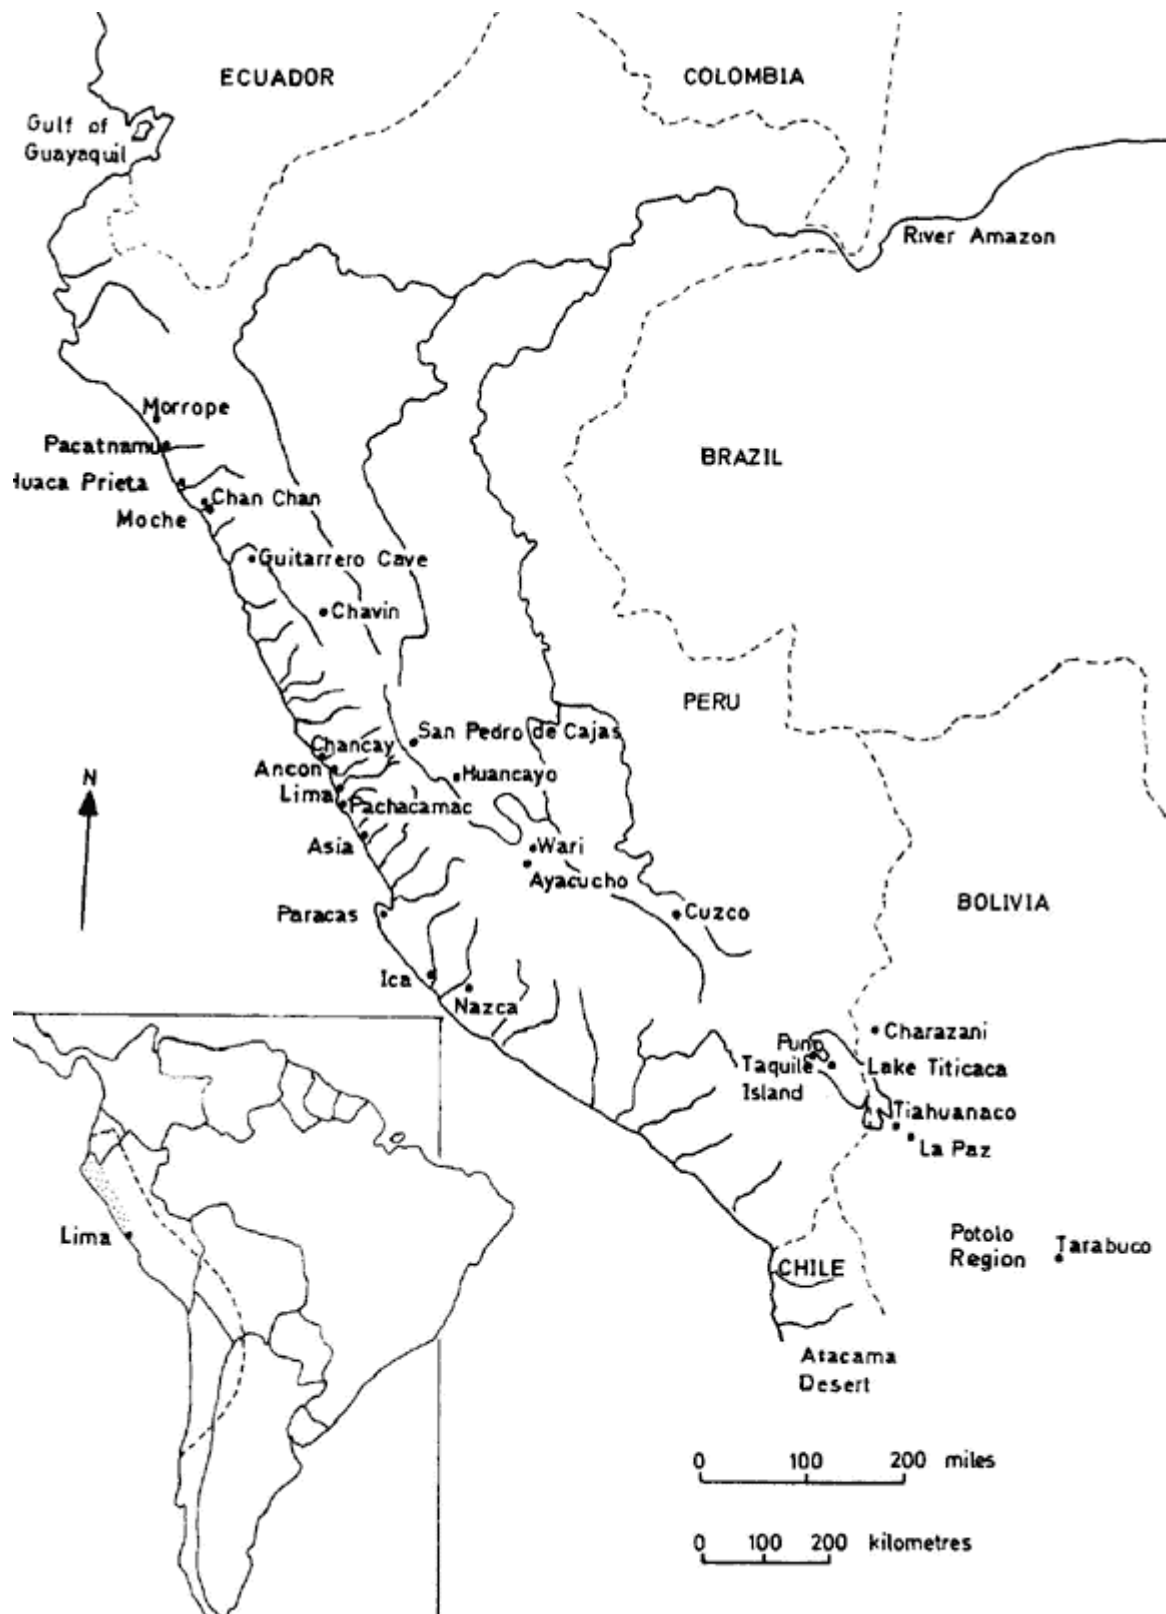 ECUADOR
COLOMBIA
Gulf of
Guayaquil
River Amazon
Morrope
Pacatnamu
BRAZIL
Huaca Prieta
Chan Chan
Moche
Guitarrero Cave
Chavin
PERU
San Pedro de Cajas
Chancay
Ancon
Huancayo
Lima
Pachacamac
N
Asia
Wari
Ayacucho
Paracas
Cuzco
BOLIVIA
Ica
Nazca
Charazani
Puno
Lake Titicaca
Taquile
Island
Tiahuanaco
La Paz
Lima
Potolo
Region
Tarabuco
CHILE
Atacama
Desert
0 100 200 miles
0 100 200 kilometres